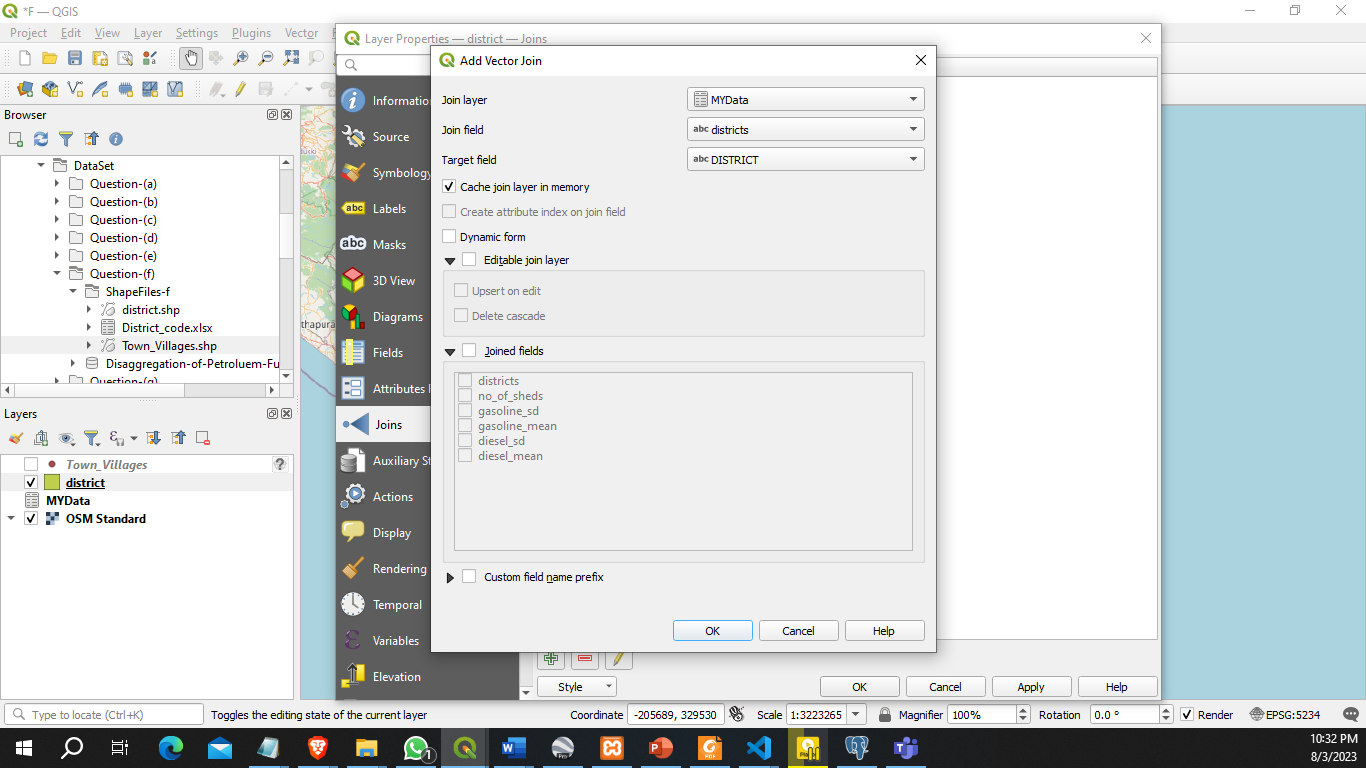 *F — QGIS
Project Edit View Layer Settings Plugins Vector
Layer Properties — district — Joins
Add Vector Join
Join layer MYData
Join field abc districts
Target field abc DISTRICT
Cache join layer in memory
Create attribute index on join field
Dynamic form
Editable join layer
Upsert on edit
Delete cascade
Joined fields
districts
no_of_sheds
gasoline_sd
gasoline_mean
diesel_sd
diesel_mean
Custom field name prefix
OK Cancel Help
Information
Source
Symbology
abc Labels
abc Masks
3D View
Diagrams
Fields
Attributes
Joins
Auxiliary St
Actions
Display
Rendering
Temporal
Variables
Elevation
Style
OK Cancel Apply Help
Browser
DataSet
Question-(a)
Question-(b)
Question-(c)
Question-(d)
Question-(e)
Question-(f)
ShapeFiles-f
district.shp
District_code.xlsx
Town_Villages.shp
Disaggregation-of-Petroluem-Fu
Question-(g)
Layers
Town_Villages ?
district
MYData
OSM Standard
thapura
Type to locate (Ctrl+K) Toggles the editing state of the current layer Coordinate -205689, 329530 Scale 1:3223265 Magnifier 100% Rotation 0.0 ° Render EPSG:5234
1
Pro
PDF
10:32 PM
8/3/2023